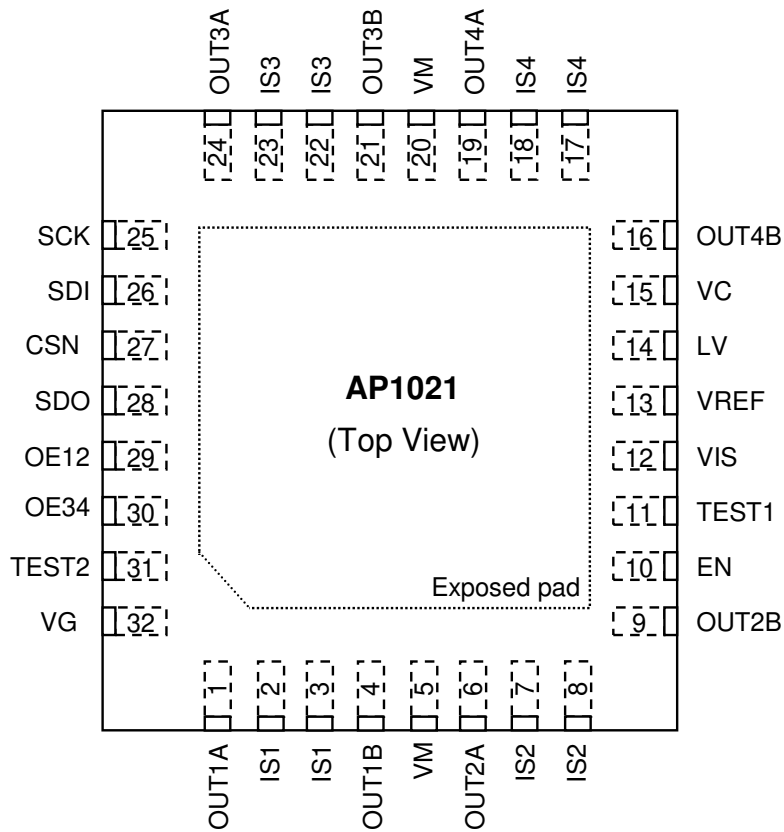 OUT3A IS3 IS3 OUT3B VM OUT4A IS4 IS4
24 23 22 21 20 19 18 17
SCK 25 16 OUT4B
SDI 26 15 VC
CSN 27 14 LV
AP1021
SDO 28 13 VREF
(Top View)
OE12 29 12 VIS
OE34 30 11 TEST1
TEST2 31 10 EN
Exposed pad
VG 32 9 OUT2B
1 2 3 4 5 6 7 8
OUT1A IS1 IS1 OUT1B VM OUT2A IS2 IS2